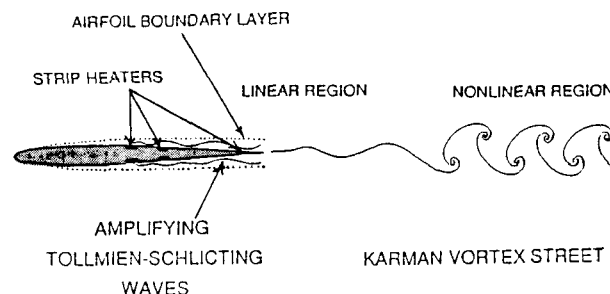 AIRFOIL BOUNDARY LAYER
STRIP HEATERS
LINEAR REGION
NONLINEAR REGION
AMPLIFYING
TOLLMIEN-SCHLICTING
WAVES
KARMAN VORTEX STREET